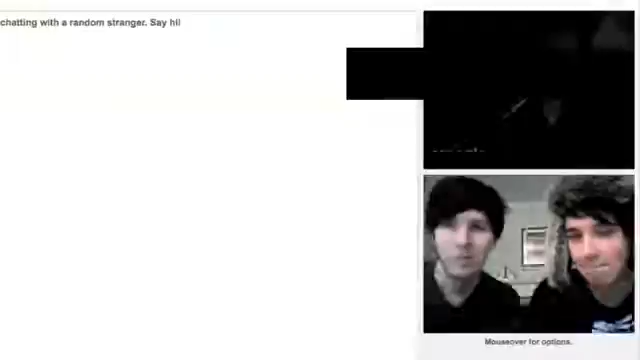 chatting with a random stranger. Say hi!
Mouseover for options.